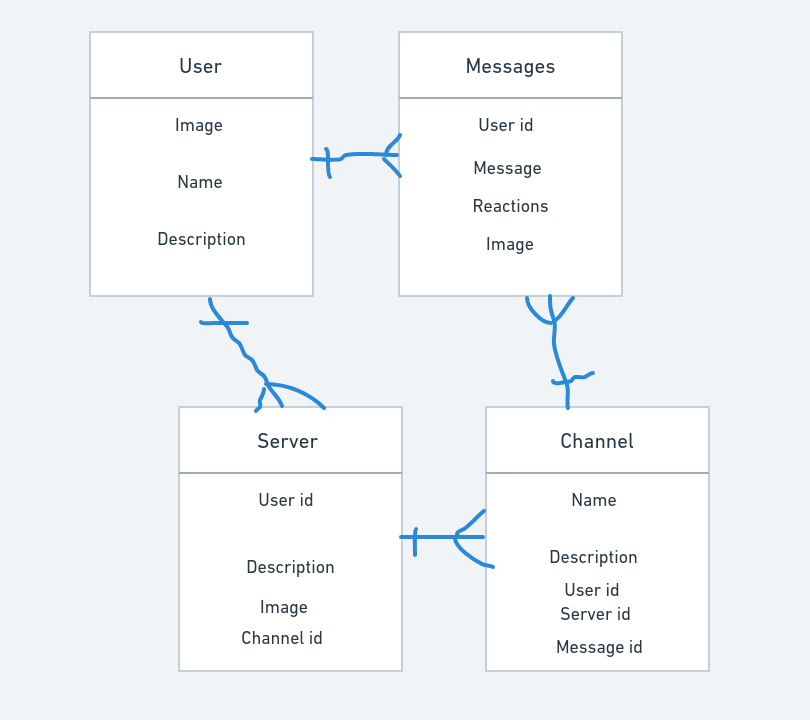 User
Image
Name
Description
Messages
User id
Message
Reactions
Image
Server
User id
Description
Image
Channel id
Channel
Name
Description
User id
Server id
Message id